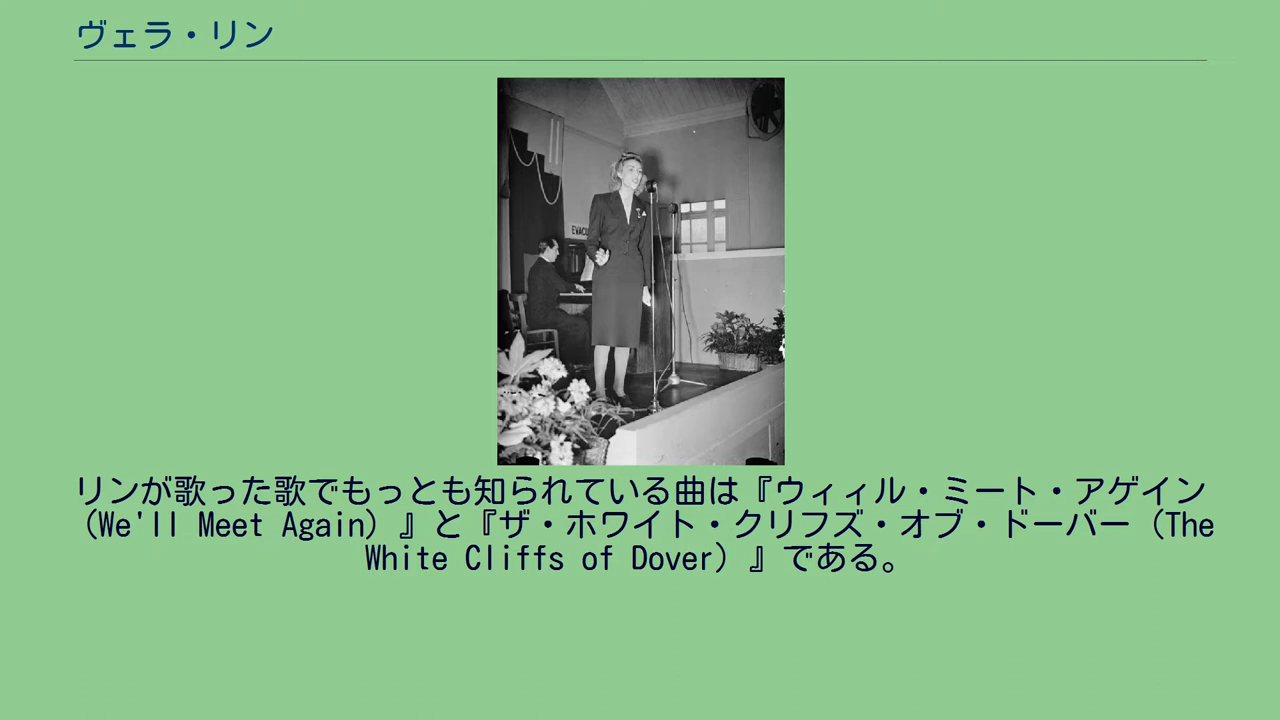 ヴェラ・リン
EVACU
リンが歌った歌でもっとも知られている曲は『ウィィル・ミート・アゲイン
(We'll Meet Again) 』と『ザ・ホワイト・クリフズ・オブ・ドーバー (The
White Cliffs of Dover) 』である。